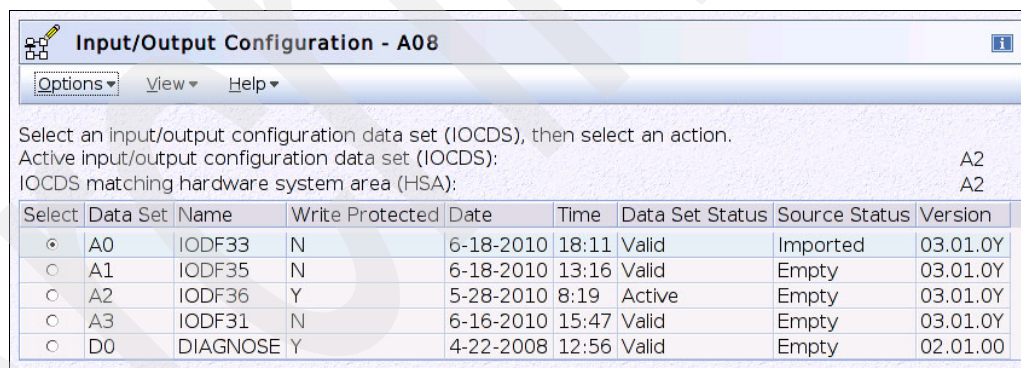 Input/Output Configuration - A08
i
Options View Help
Select an input/output configuration data set (IOCDS), then select an action.
Active input/output configuration data set (IOCDS): A2
IOCDS matching hardware system area (HSA): A2
Select Data Set Name Write Protected Date Time Data Set Status Source Status Version
A0 IODF33 N 6-18-2010 18:11 Valid Imported 03.01.0Y
A1 IODF35 N 6-18-2010 13:16 Valid Empty 03.01.0Y
A2 IODF36 Y 5-28-2010 8:19 Active Empty 03.01.0Y
A3 IODF31 N 6-16-2010 15:47 Valid Empty 03.01.0Y
D0 DIAGNOSE Y 4-22-2008 12:56 Valid Empty 02.01.00